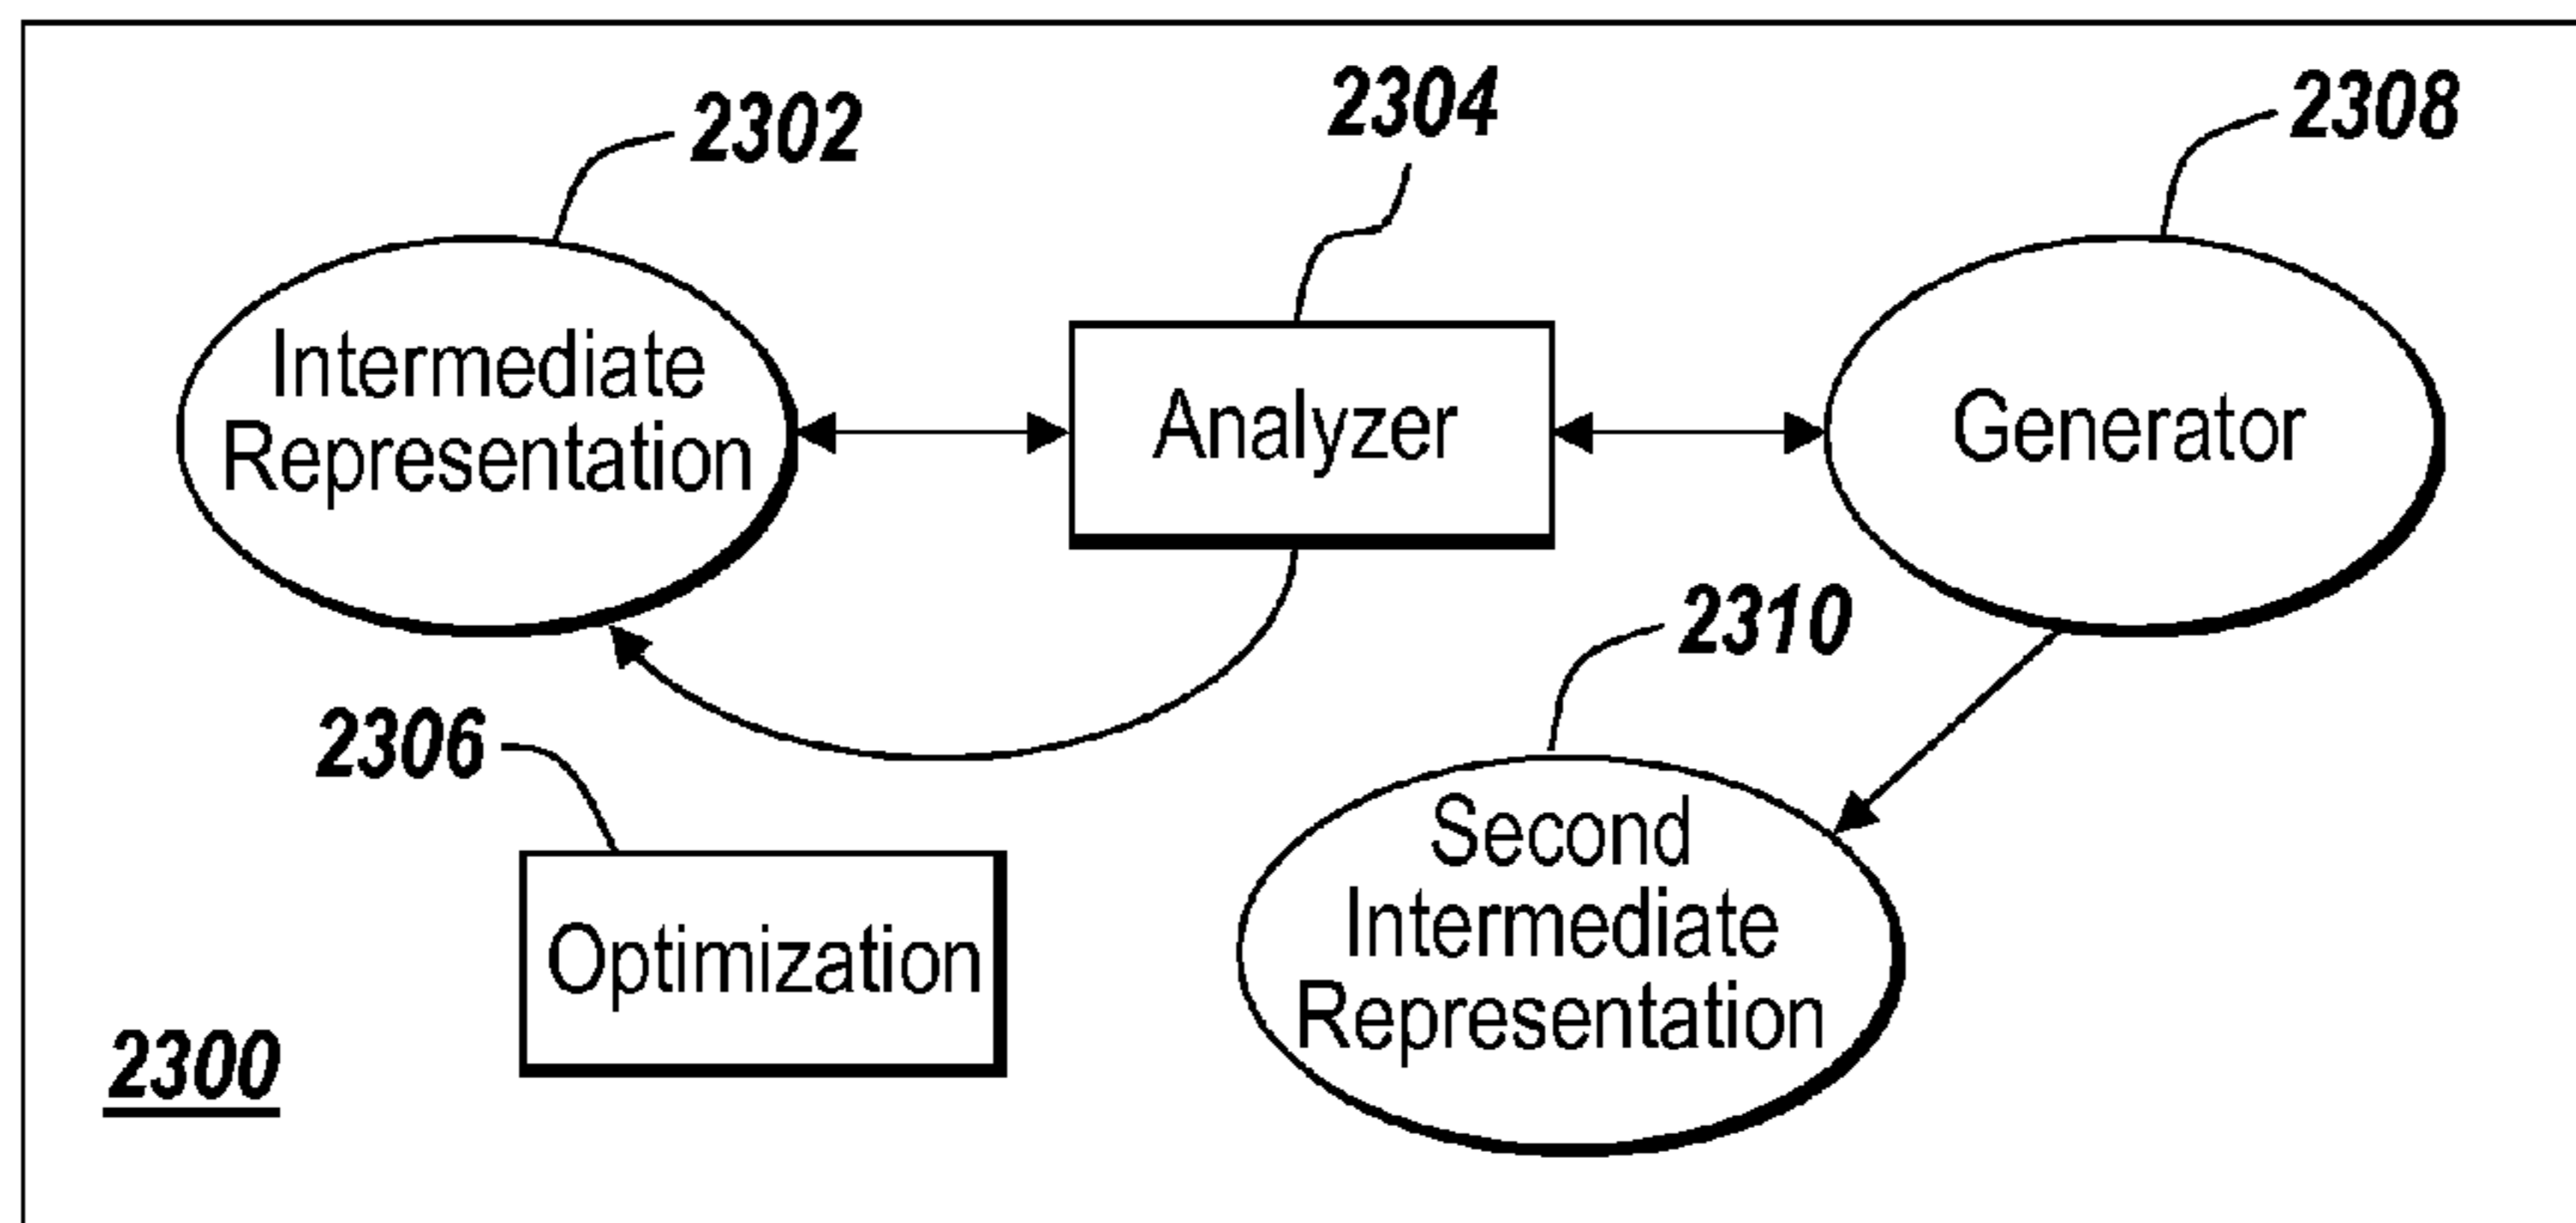 2302
2304
2308
Intermediate
Representation
Analyzer
Generator
2310
2306
Second
Intermediate
Representation
Optimization
2300